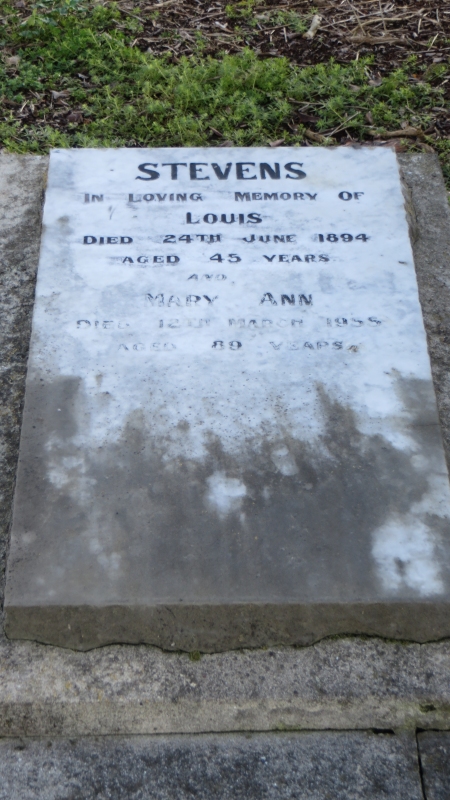 STEVENS
IN LOVING MEMORY OF
LOUIS
DIED 24TH JUNE 1894
AGED 45 YEARS
AND
MARY ANN
DIED 12TH MARCH 1955
AGED 89 YEARS